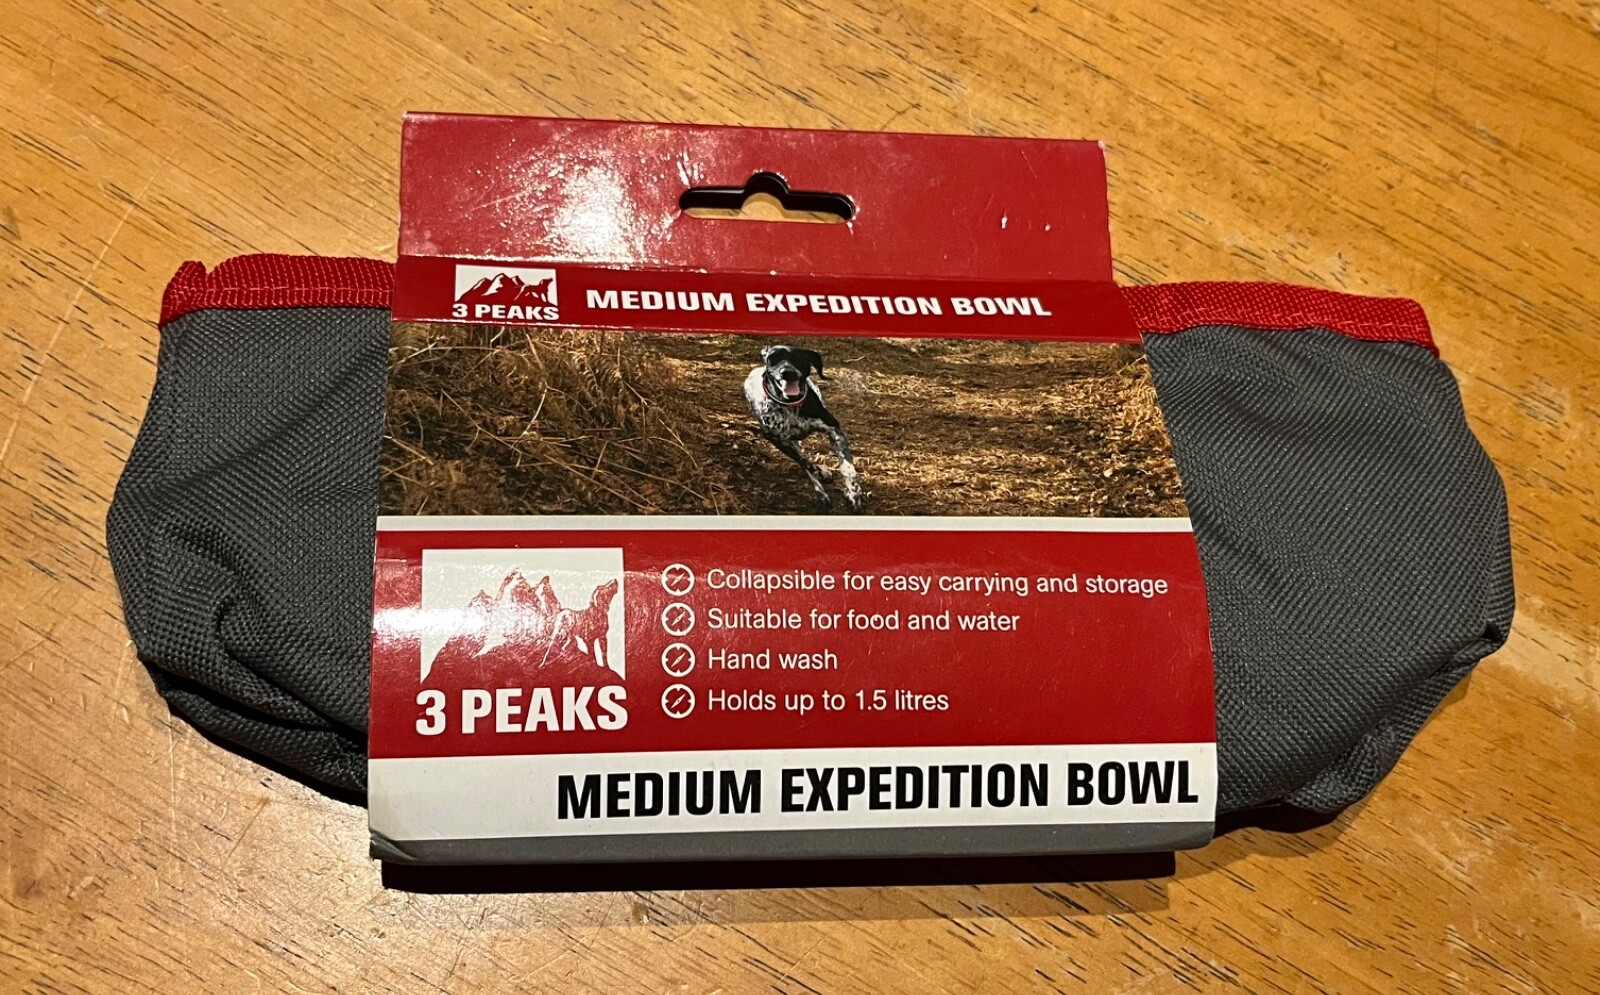 3 PEAKS
MEDIUM EXPEDITION BOWL
Collapsible for easy carrying and storage
Suitable for food and water
Hand wash
Holds up to 1.5 litres
3 PEAKS
MEDIUM EXPEDITION BOWL